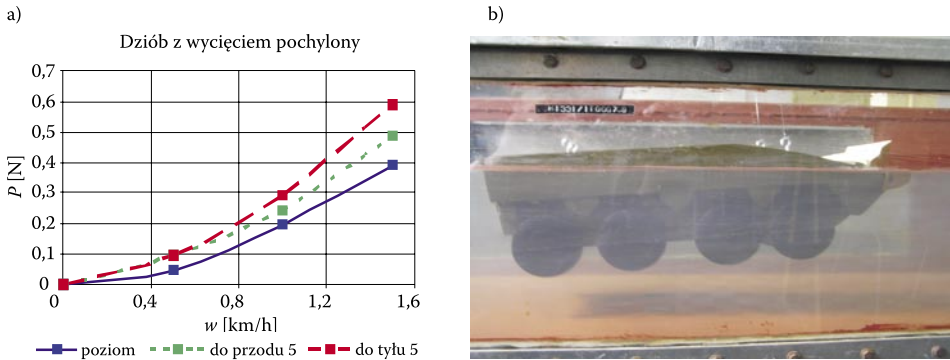 a)
b)
Dziób z wycięciem pochylony
0,7
0,6
0,5
0,4
0,3
0,2
0,1
0
P [N]
0
0,4
0,8
1,2
1,6
w [km/h]
poziom
do przodu 5
do tyłu 5